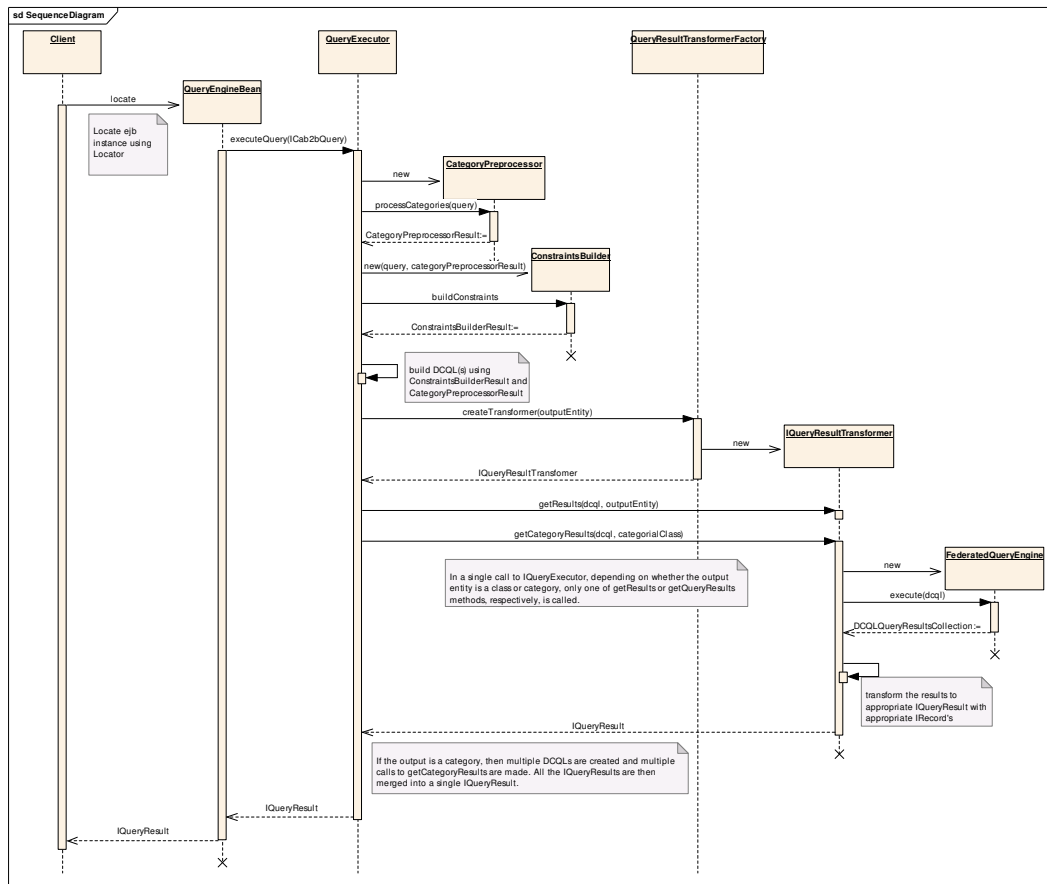 sd SequenceDiagram
Client
QueryExecutor
QueryResultTransformerFactory
QueryEngineBean
locate
Locate ejb
instance using
Locator
executeQuery(ICab2bQuery)
CategoryPreprocessor
new
processCategories(query)
CategoryPreprocessorResult:=
ConstraintsBuilder
new(query, categoryPreprocessorResult)
buildConstraints
ConstraintsBuilderResult:=
build DCQL(s) using
ConstraintsBuilderResult and
CategoryPreprocessorResult
createTransformer(outputEntity)
IQueryResultTransformer
new
IQueryResultTransfomer
getResults(dcql, outputEntity)
getCategoryResults(dcql, categorialClass)
FederatedQueryEngine
new
In a single call to IQueryExecutor, depending on whether the output
entity is a class or category, only one of getResults or getQueryResults
methods, respectively, is called.
execute(dcql)
DCQLQueryResultsCollection:=
transform the results to
appropriate IQueryResult with
appropriate IRecord's
IQueryResult
If the output is a category, then multiple DCQLs are created and multiple
calls to getCategoryResults are made. All the IQueryResults are then
merged into a single IQueryResult.
IQueryResult
IQueryResult